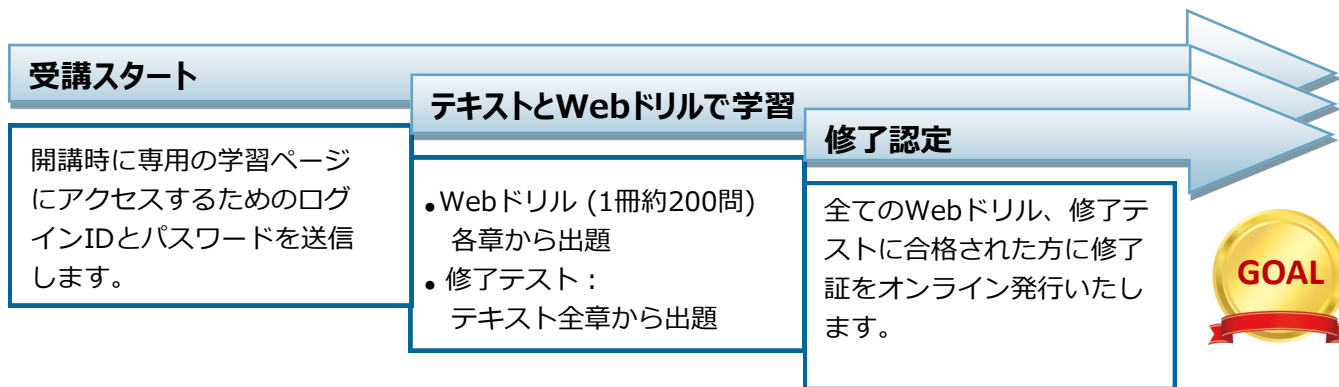 受講スタート
開講時に専用の学習ページ
にアクセスするためのログ
インIDとパスワードを送信
します。
テキストとWebドリルで学習
•Webドリル (1冊約200問)
各章から出題
• 修了テスト：
テキスト全章から出題
修了認定
全てのWebドリル、修了テ
ストに合格された方に修了
証をオンライン発行いたし
ます。
GOAL